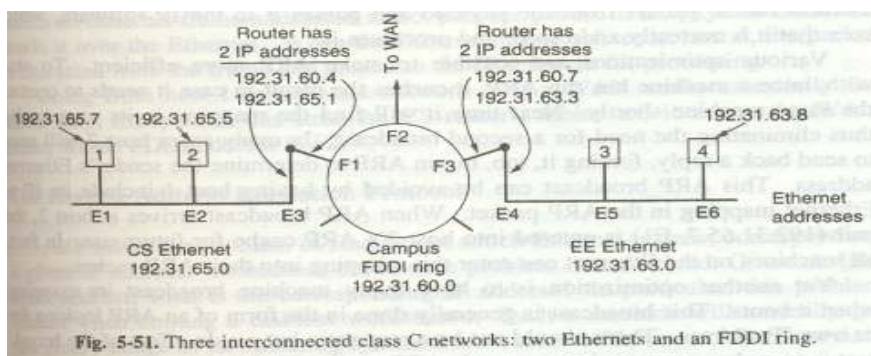 Router has
2 IP addresses
192.31.60.4
192.31.65.1
To WAN
Router has
2 IP addresses
192.31.60.7
192.31.63.3
192.31.65.7
192.31.65.5
192.31.63.8
1
2
F1
F2
F3
3
4
E1
E2
E3
E4
E5
E6
Ethernet
addresses
CS Ethernet
192.31.65.0
Campus
FDDI ring
192.31.60.0
EE Ethernet
192.31.63.0
Fig. 5-51. Three interconnected class C networks: two Ethernets and an FDDI ring.